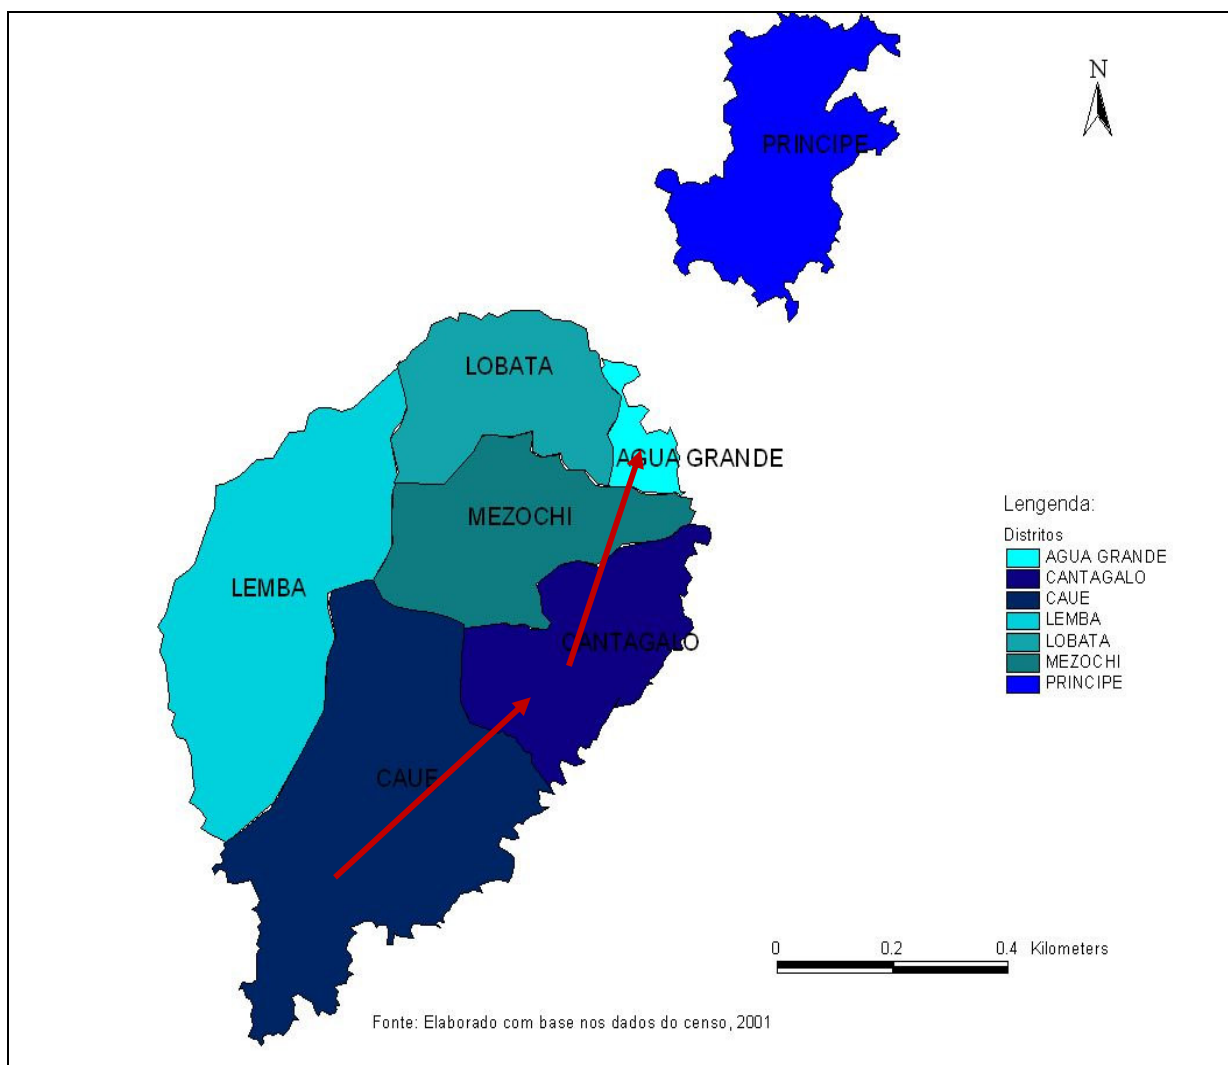 N
PRINCIPE
LOBATA
AGUA GRANDE
MEZOCHI
LEMBA
CANTAGALO
CAUE
Lengenda:
Distritos
AGUA GRANDE
CANTAGALO
CAUE
LEMBA
LOBATA
MEZOCHI
PRINCIPE
0 0.2 0.4 Kilometers
Fonte: Elaborado com base nos dados do censo, 2001